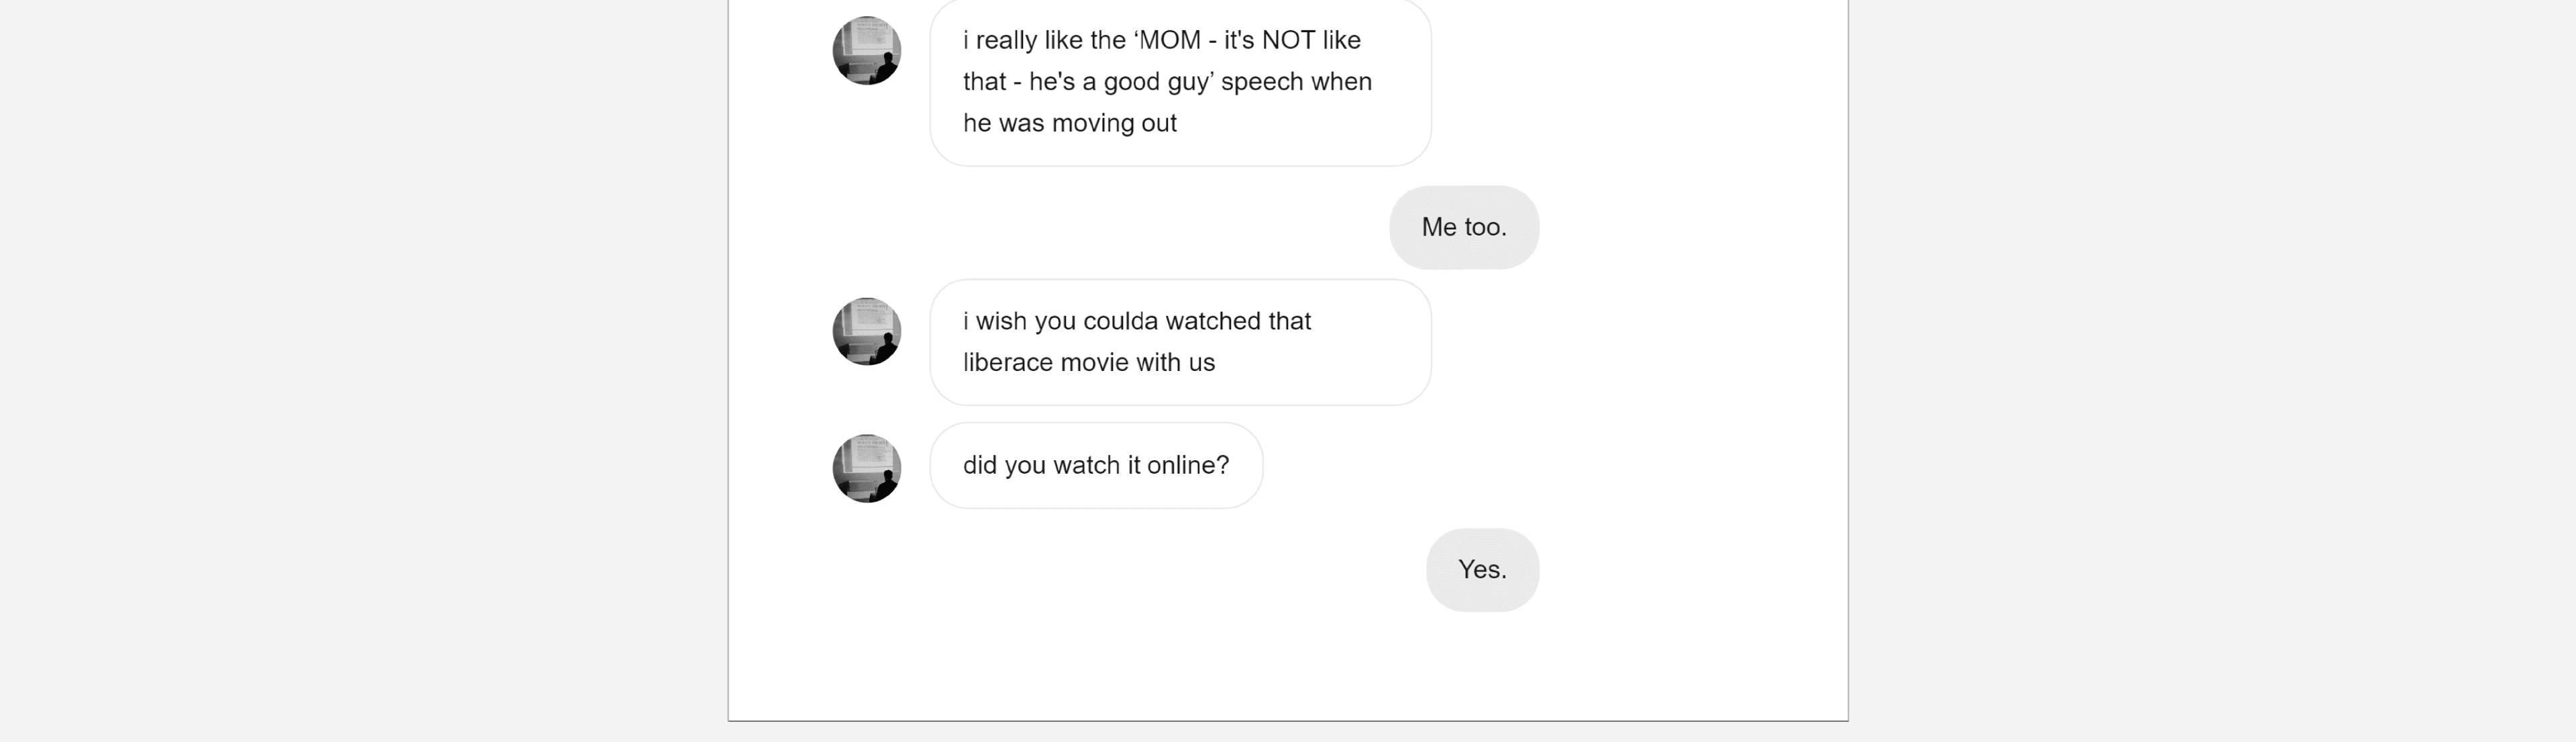 i really like the ‘MOM - it's NOT like
that - he's a good guy’ speech when
he was moving out
Me too.
i wish you coulda watched that
liberace movie with us
did you watch it online?
Yes.